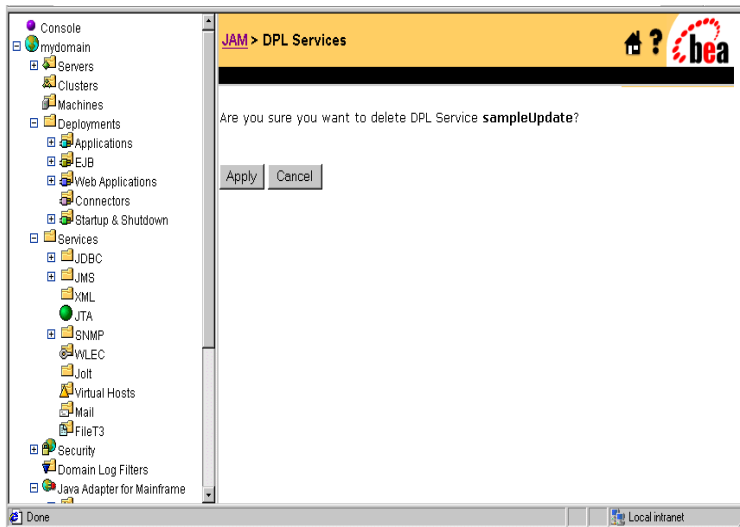 Console
mydomain
Servers
Clusters
Machines
Deployments
Applications
EJB
Web Applications
Connectors
Startup & Shutdown
Services
JDBC
JMS
XML
JTA
SNMP
WLEC
Jolt
Virtual Hosts
Mail
FileT3
Security
Domain Log Filters
Java Adapter for Mainframe
JAM > DPL Services
? bea
Are you sure you want to delete DPL Service sampleUpdate?
Apply Cancel
Done Local intranet